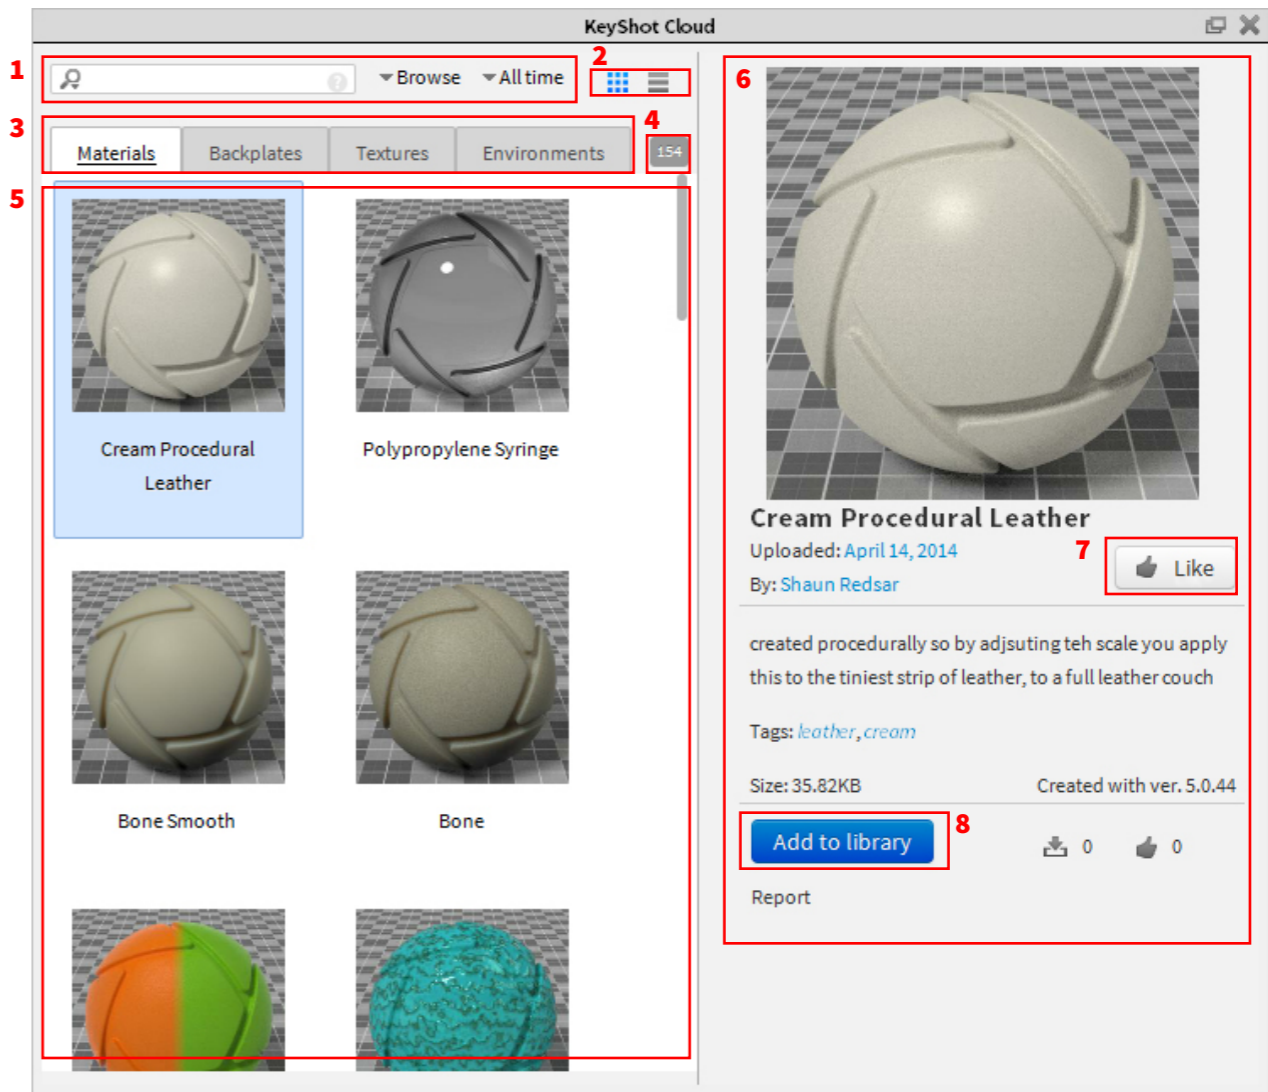 KeyShot Cloud
1
Browse
All time
2
3
Materials
Backplates
Textures
Environments
4
154
5
Cream Procedural
Leather
Polypropylene Syringe
Bone Smooth
Bone
6
Cream Procedural Leather
Uploaded: April 14, 2014
By: Shaun Redsar
7
Like
created procedurally so by adjsuting teh scale you apply
this to the tiniest strip of leather, to a full leather couch
Tags: leather, cream
Size: 35.82KB
Created with ver. 5.0.44
Add to library
8
0
0
Report